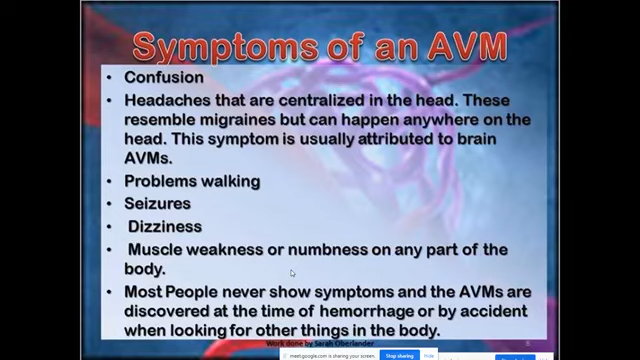 Symptoms of an AVM
• Confusion
• Headaches that are centralized in the head. These
resemble migraines but can happen anywhere on the
head. This symptom is usually attributed to brain
AVMs.
• Problems walking
• Seizures
• Dizziness
• Muscle weakness or numbness on any part of the
body.
• Most People never show symptoms and the AVMs are
discovered at the time of hemorrhage or by accident
when looking for other things in the body.
Work done by Sarah Oberlander
meet.google.com is sharing your screen.
Stop sharing
Hide